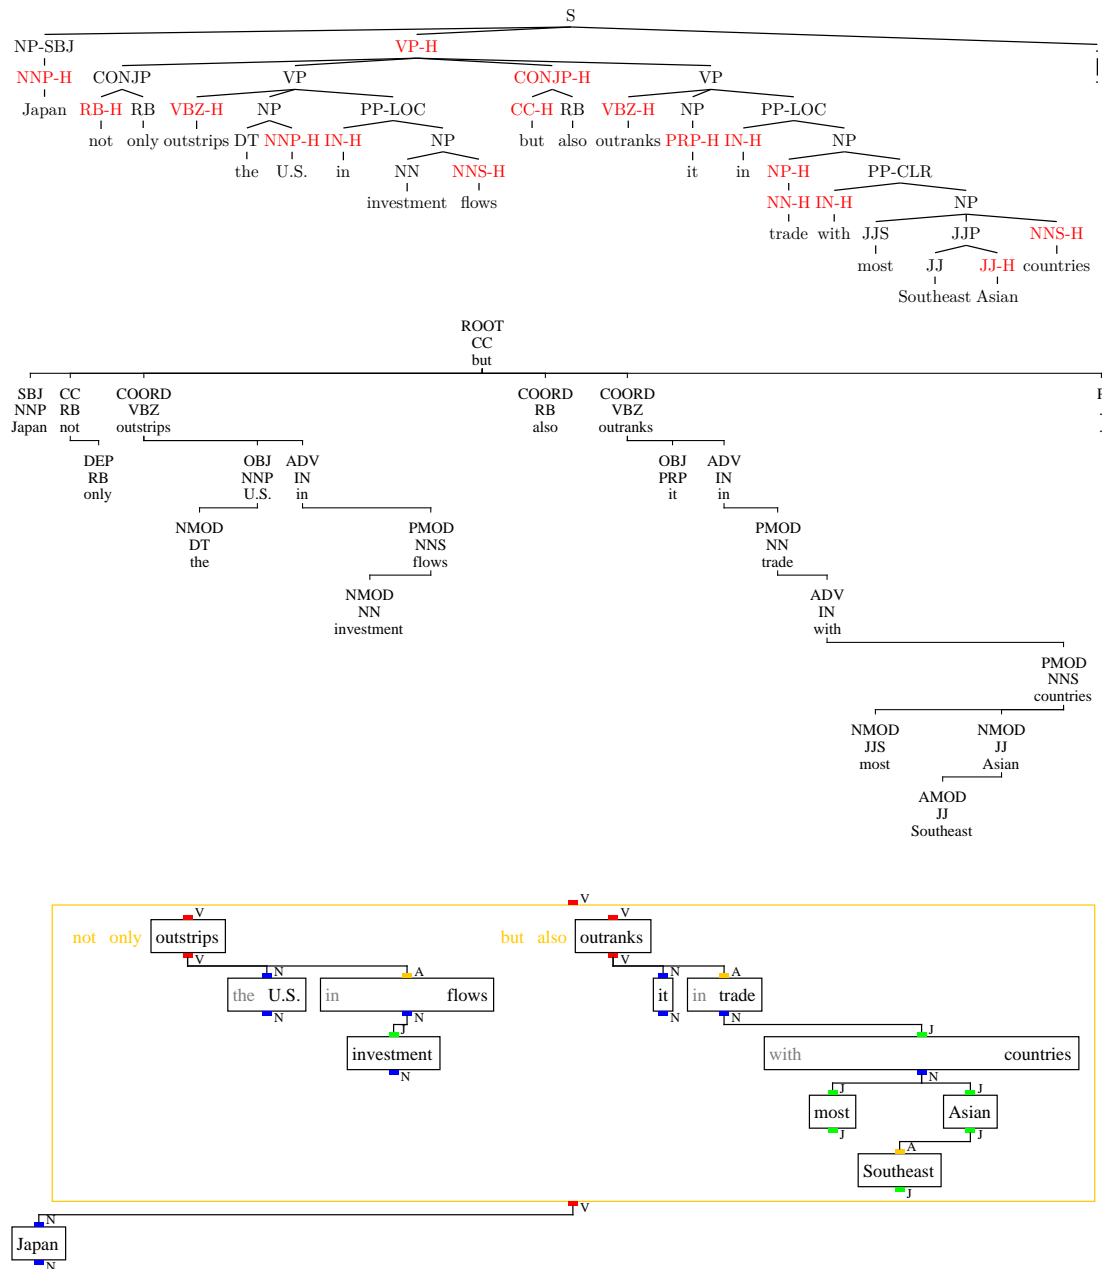 S
NP-SBJ VP-H
NNP-H CONJP VP CONJP-H VP
Japan RB-H RB VBZ-H NP PP-LOC CC-H RB VBZ-H NP PP-LOC
not only outstrips DT NNP-H IN-H NP but also outranks PRP-H IN-H NP
the U.S. in NN NNS-H it in NP-H PP-CLR
investment flows NN-H IN-H NP
trade with JJS JJP NNS-H
most JJ JJ-H countries
Southeast Asian
ROOT
CC
but
SBJ CC COORD COORD COORD
NNP RB VBZ RB VBZ
Japan not outstrips also outranks
DEP OBJ ADV OBJ ADV
RB NNP IN PRP IN
only U.S. in it in
NMOD PMOD PMOD
DT NNS NN
the flows trade
NMOD ADV
NN IN
investment with
PMOD
NNS
countries
NMOD NMOD
JJS JJ
most Asian
AMOD
JJ
Southeast
V
V V
not only outstrips but also outranks
V V
N A N A
the U.S. in flows it in trade
N N N N
J J
investment with countries
N N
J J
most Asian
J J
A
Southeast
J
V
N
Japan
N